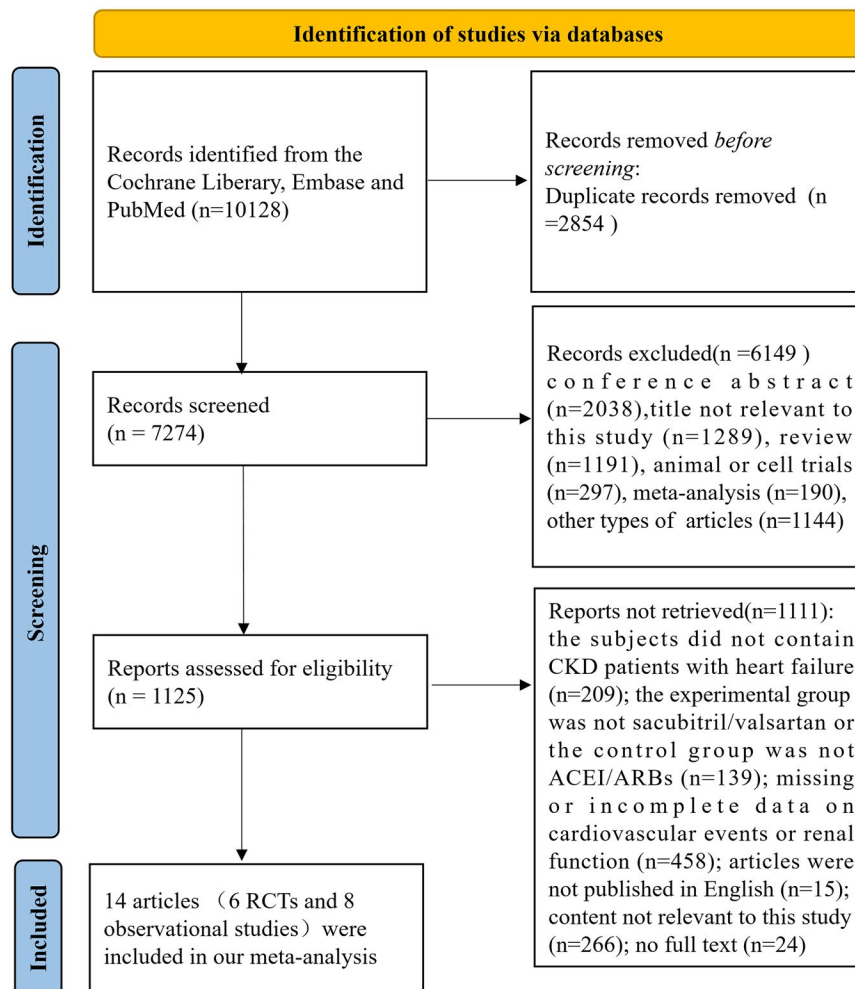 Identification of studies via databases
Identification
Records identified from the
Cochrane Liberary, Embase and
PubMed (n=10128)
Records removed before
screening:
Duplicate records removed (n
=2854 )
Screening
Records screened
(n = 7274)
Records excluded(n =6149 )
conference abstract
(n=2038),title not relevant to
this study (n=1289), review
(n=1191), animal or cell trials
(n=297), meta-analysis (n=190),
other types of articles (n=1144)
Reports assessed for eligibility
(n = 1125)
Reports not retrieved(n=1111):
the subjects did not contain
CKD patients with heart failure
(n=209); the experimental group
was not sacubitril/valsartan or
the control group was not
ACEI/ARBs (n=139); missing
or incomplete data on
cardiovascular events or renal
function (n=458); articles were
not published in English (n=15);
content not relevant to this study
(n=266); no full text (n=24)
Included
14 articles （6 RCTs and 8
observational studies）were
included in our meta-analysis